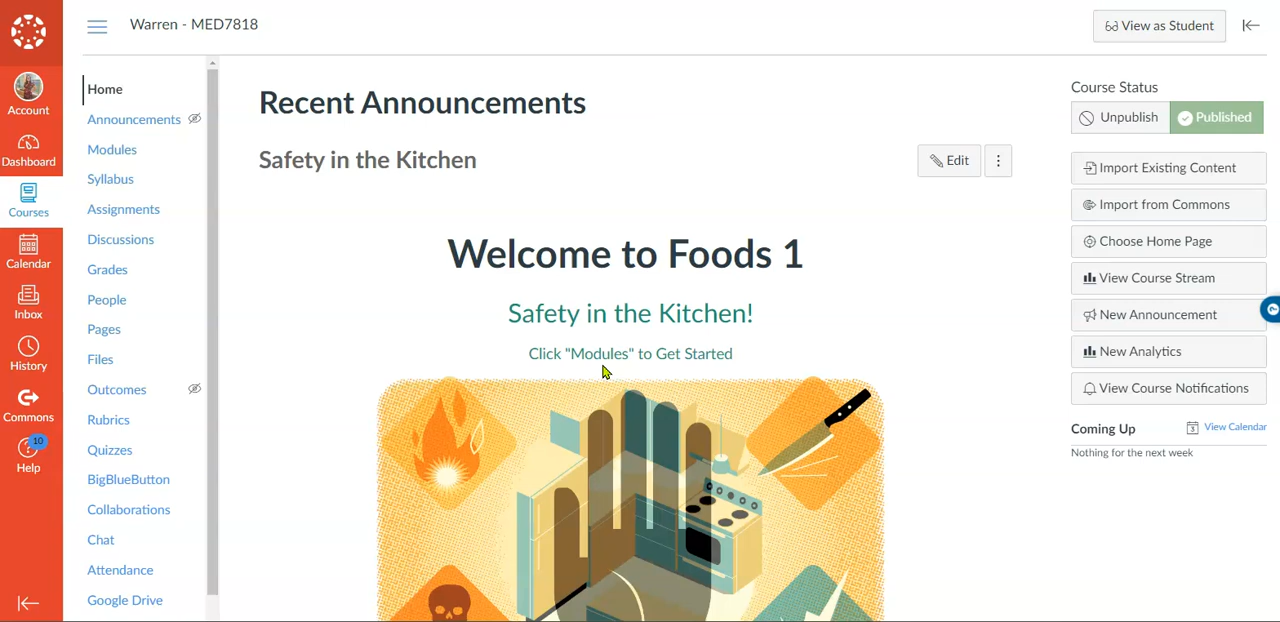 Warren - MED7818
View as Student
Account
Dashboard
Courses
Calendar
Inbox
History
Commons
10
Help
Home
Announcements
Modules
Syllabus
Assignments
Discussions
Grades
People
Pages
Files
Outcomes
Rubrics
Quizzes
BigBlueButton
Collaborations
Chat
Attendance
Google Drive
Recent Announcements
Safety in the Kitchen
Edit
Welcome to Foods 1
Safety in the Kitchen!
Click "Modules" to Get Started
Course Status
Unpublish
Published
Import Existing Content
Import from Commons
Choose Home Page
View Course Stream
New Announcement
New Analytics
View Course Notifications
Coming Up
3 View Calendar
Nothing for the next week